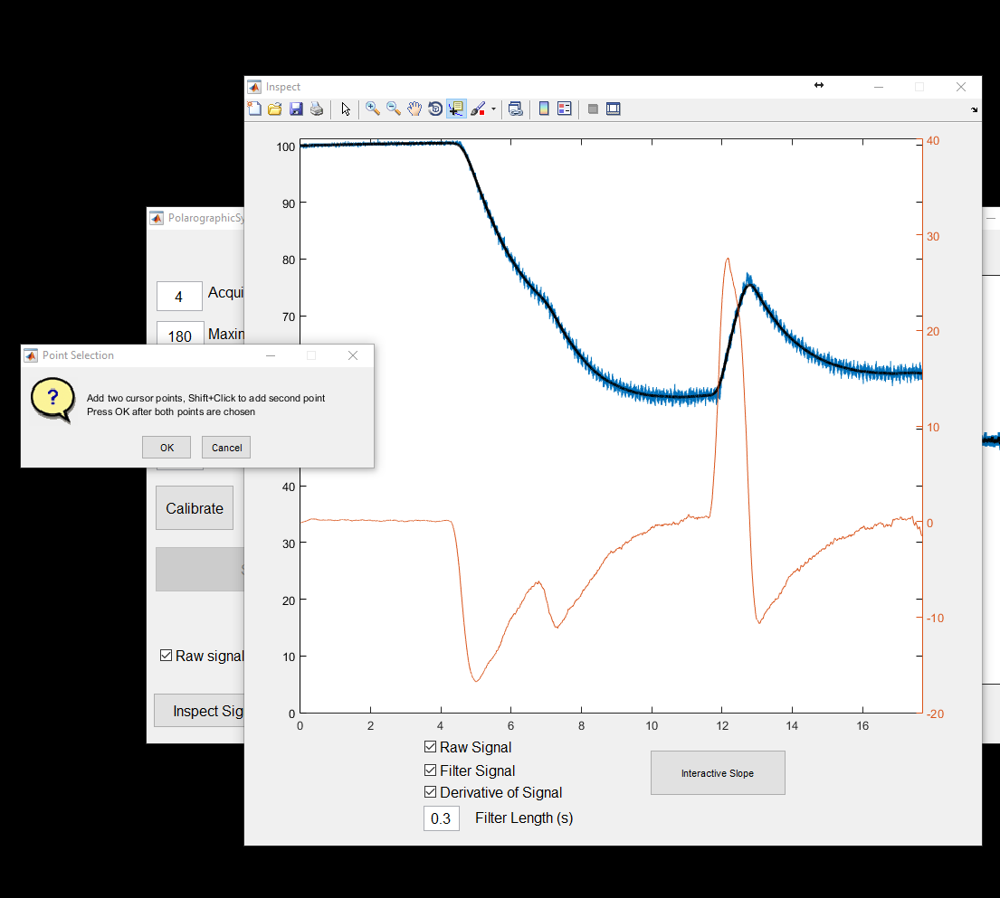 Inspect
PolarographicSy
4 Acqui
180 Maxin
Point Selection
?
Add two cursor points, Shift+Click to add second point
Press OK after both points are chosen
OK Cancel
Calibrate
S
Raw signal
Inspect Sig
100
90
80
70
40
30
20
10
0
40
30
20
10
0
-10
-20
0 2 4 6 8 10 12 14 16
Raw Signal
Filter Signal
Derivative of Signal
0.3 Filter Length (s)
Interactive Slope